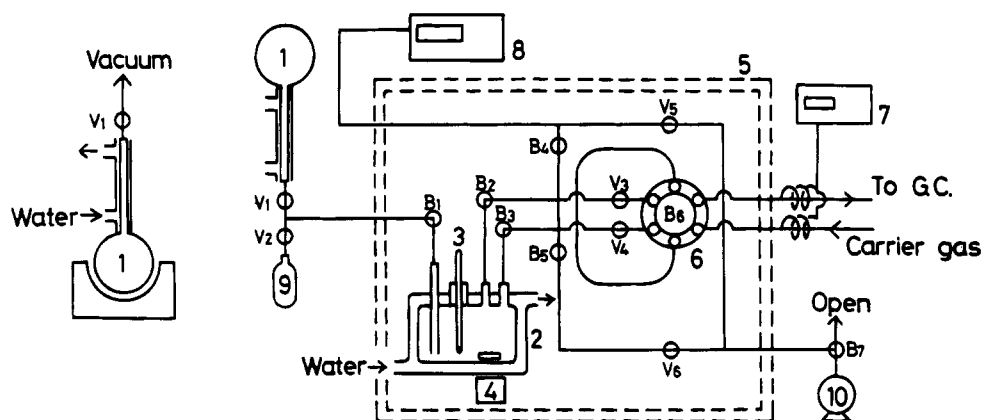 Vacuum
V1
Water
1
1
V1
V2
9
8
5
V5
B4
7
B2
V3
B1
B3
B6
To G.C.
3
V4
6
Carrier gas
B5
2
Open
Water
V6
B7
4
10